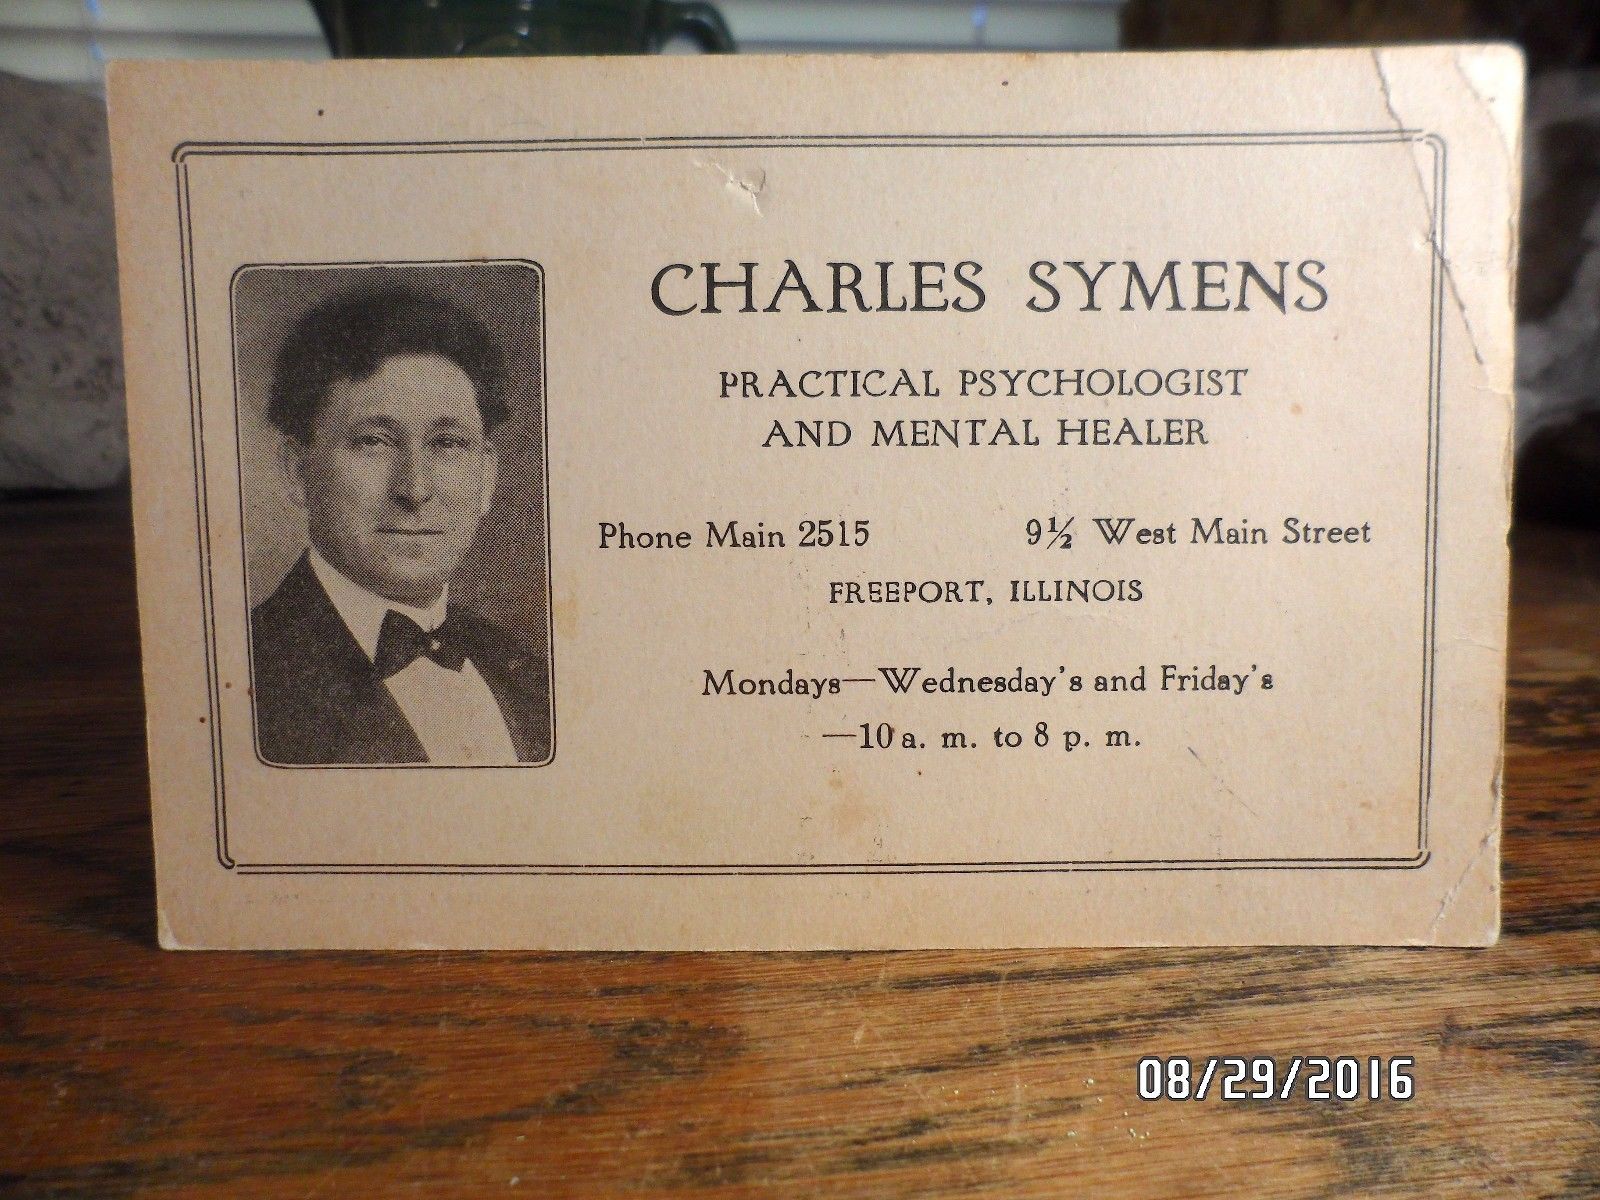 CHARLES SYMENS
PRACTICAL PSYCHOLOGIST
AND MENTAL HEALER
Phone Main 2515 9½ West Main Street
FREEPORT, ILLINOIS
Mondays—Wednesday's and Friday's
—10 a. m. to 8 p. m.
08/29/2016